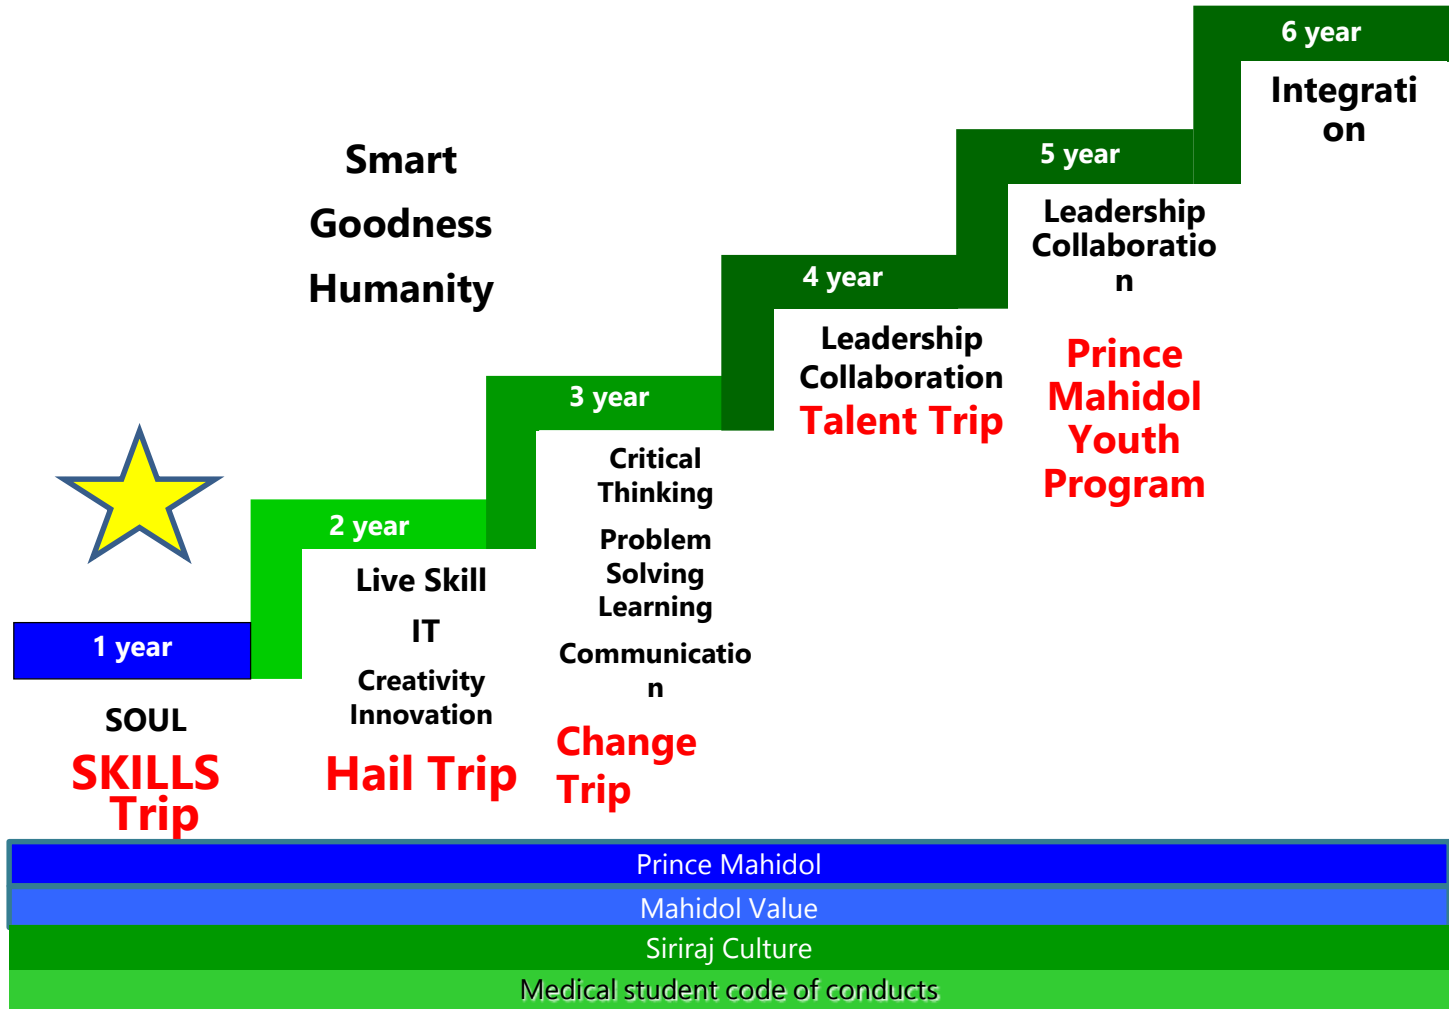 6 year
Integrati
on
5 year
Leadership
Collaboratio
n
Prince
Mahidol
Youth
Program
4 year
Leadership
Collaboration
Talent Trip
Smart
Goodness
Humanity
3 year
Critical
Thinking
Problem
Solving
Learning
Communicatio
n
Change
Trip
2 year
Live Skill
IT
Creativity
Innovation
Hail Trip
1 year
SOUL
SKILLS
Trip
Prince Mahidol
Mahidol Value
Siriraj Culture
Medical student code of conducts